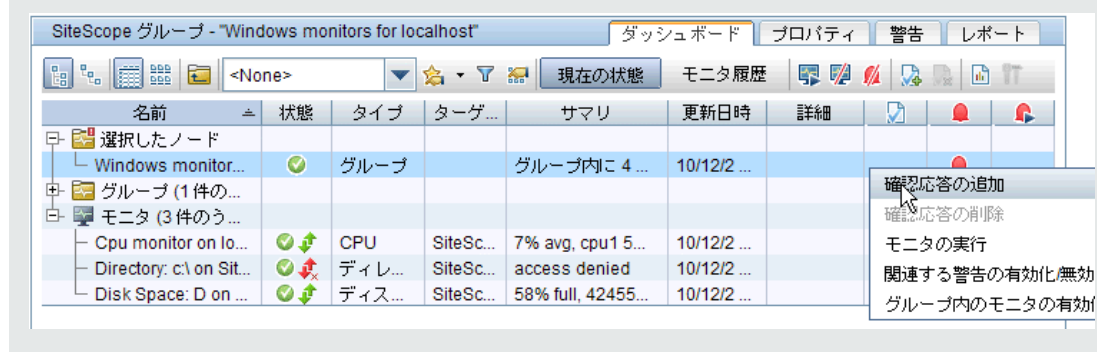 SiteScope グループ - "Windows monitors for localhost"
ダッシュボード プロパティ 警告 レポート
<None> 現在の状態 モニタ履歴
名前 状態 タイプ ターゲ... サマリ 更新日時 詳細
選択したノード
Windows monitor... グループ グループ内に 4 ... 10/12/2 ...
グループ (1 件の...
モニタ (3 件のう...
Cpu monitor on lo... CPU SiteSc... 7% avg, cpu1 5... 10/12/2 ...
Directory: c:\ on Sit... ディレ... SiteSc... access denied 10/12/2 ...
Disk Space: D on ... ディス... SiteSc... 58% full, 42455... 10/12/2 ...
確認応答の追加
確認応答の削除
モニタの実行
関連する警告の有効化/無効
グループ内のモニタの有効